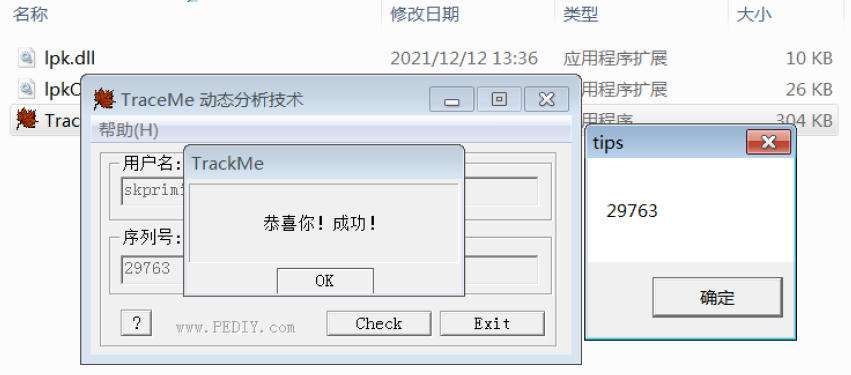 名称 修改日期 类型 大小
lpk.dll 2021/12/12 13:36 应用程序扩展 10 KB
lpkO 用程序扩展 26 KB
Trac 用程序 304 KB
TraceMe 动态分析技术
帮助(H)
用户名:
skprimi
序列号:
29763
? www.PEDIY.com Check Exit
TrackMe
恭喜你!成功!
OK
tips
29763
确定